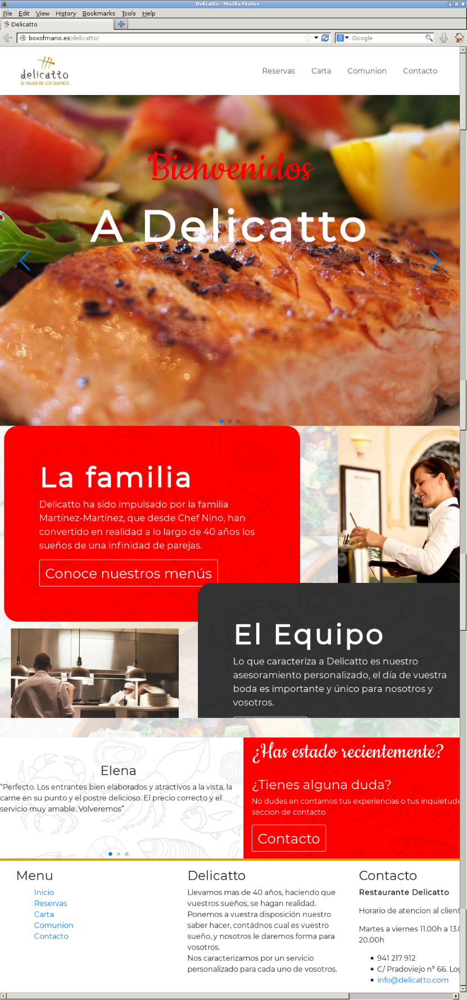 Delicatto - Mozilla Firefox
File Edit View History Bookmarks Tools Help
Delicatto
boxofmario.es/delicatto/
Google
delicatto
EL TALLER DE LOS SUEÑOS
Reservas Carta Comunion Contacto
Bienvenidos
A Delicatto
La familia
Delicatto ha sido impulsado por la familia
Martínez-Martínez, que desde Chef Nino, han
convertido en realidad a lo largo de 40 años los
sueños de una infinidad de parejas.
Conoce nuestros menús
El Equipo
Lo que caracteriza a Delicatto es nuestro
asesoramiento personalizado, el día de vuestra
boda es importante y único para nosotros y
vosotros.
Elena
“Perfecto. Los entrantes bien elaborados y atractivos a la vista, la
carne en su punto y el postre delicioso. El precio correcto y el
servicio muy amable. Volveremos”
¿Has estado recientemente?
¿Tienes alguna duda?
No dudes en contarnos tus experiencias o tus
seccion de contacto
Contacto
Menu
Inicio
Reservas
Carta
Comunion
Contacto
Delicatto
Llevamos mas de 40 años, haciendo que
vuestros sueños, se hagan realidad.
Ponemos a vuestra disposición nuestro
saber hacer, contádnos cual es vuestro
sueño, y nosotros le daremos forma para
vosotros.
Nos caracterizamos por un servicio
personalizado para cada uno de vosotros.
Contacto
Restaurante Delicatto
Horario de atencion al
Martes a viernes 11.00h a
20.00h
941 217 912
C/ Pradoviejo nº 66.
info@delicatto.com